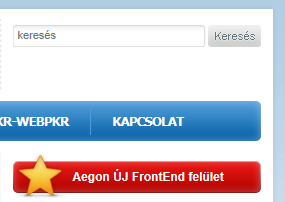 keresés Keresés
KR-WEBPKR KAPCSOLAT
Aegon ÚJ FrontEnd felület